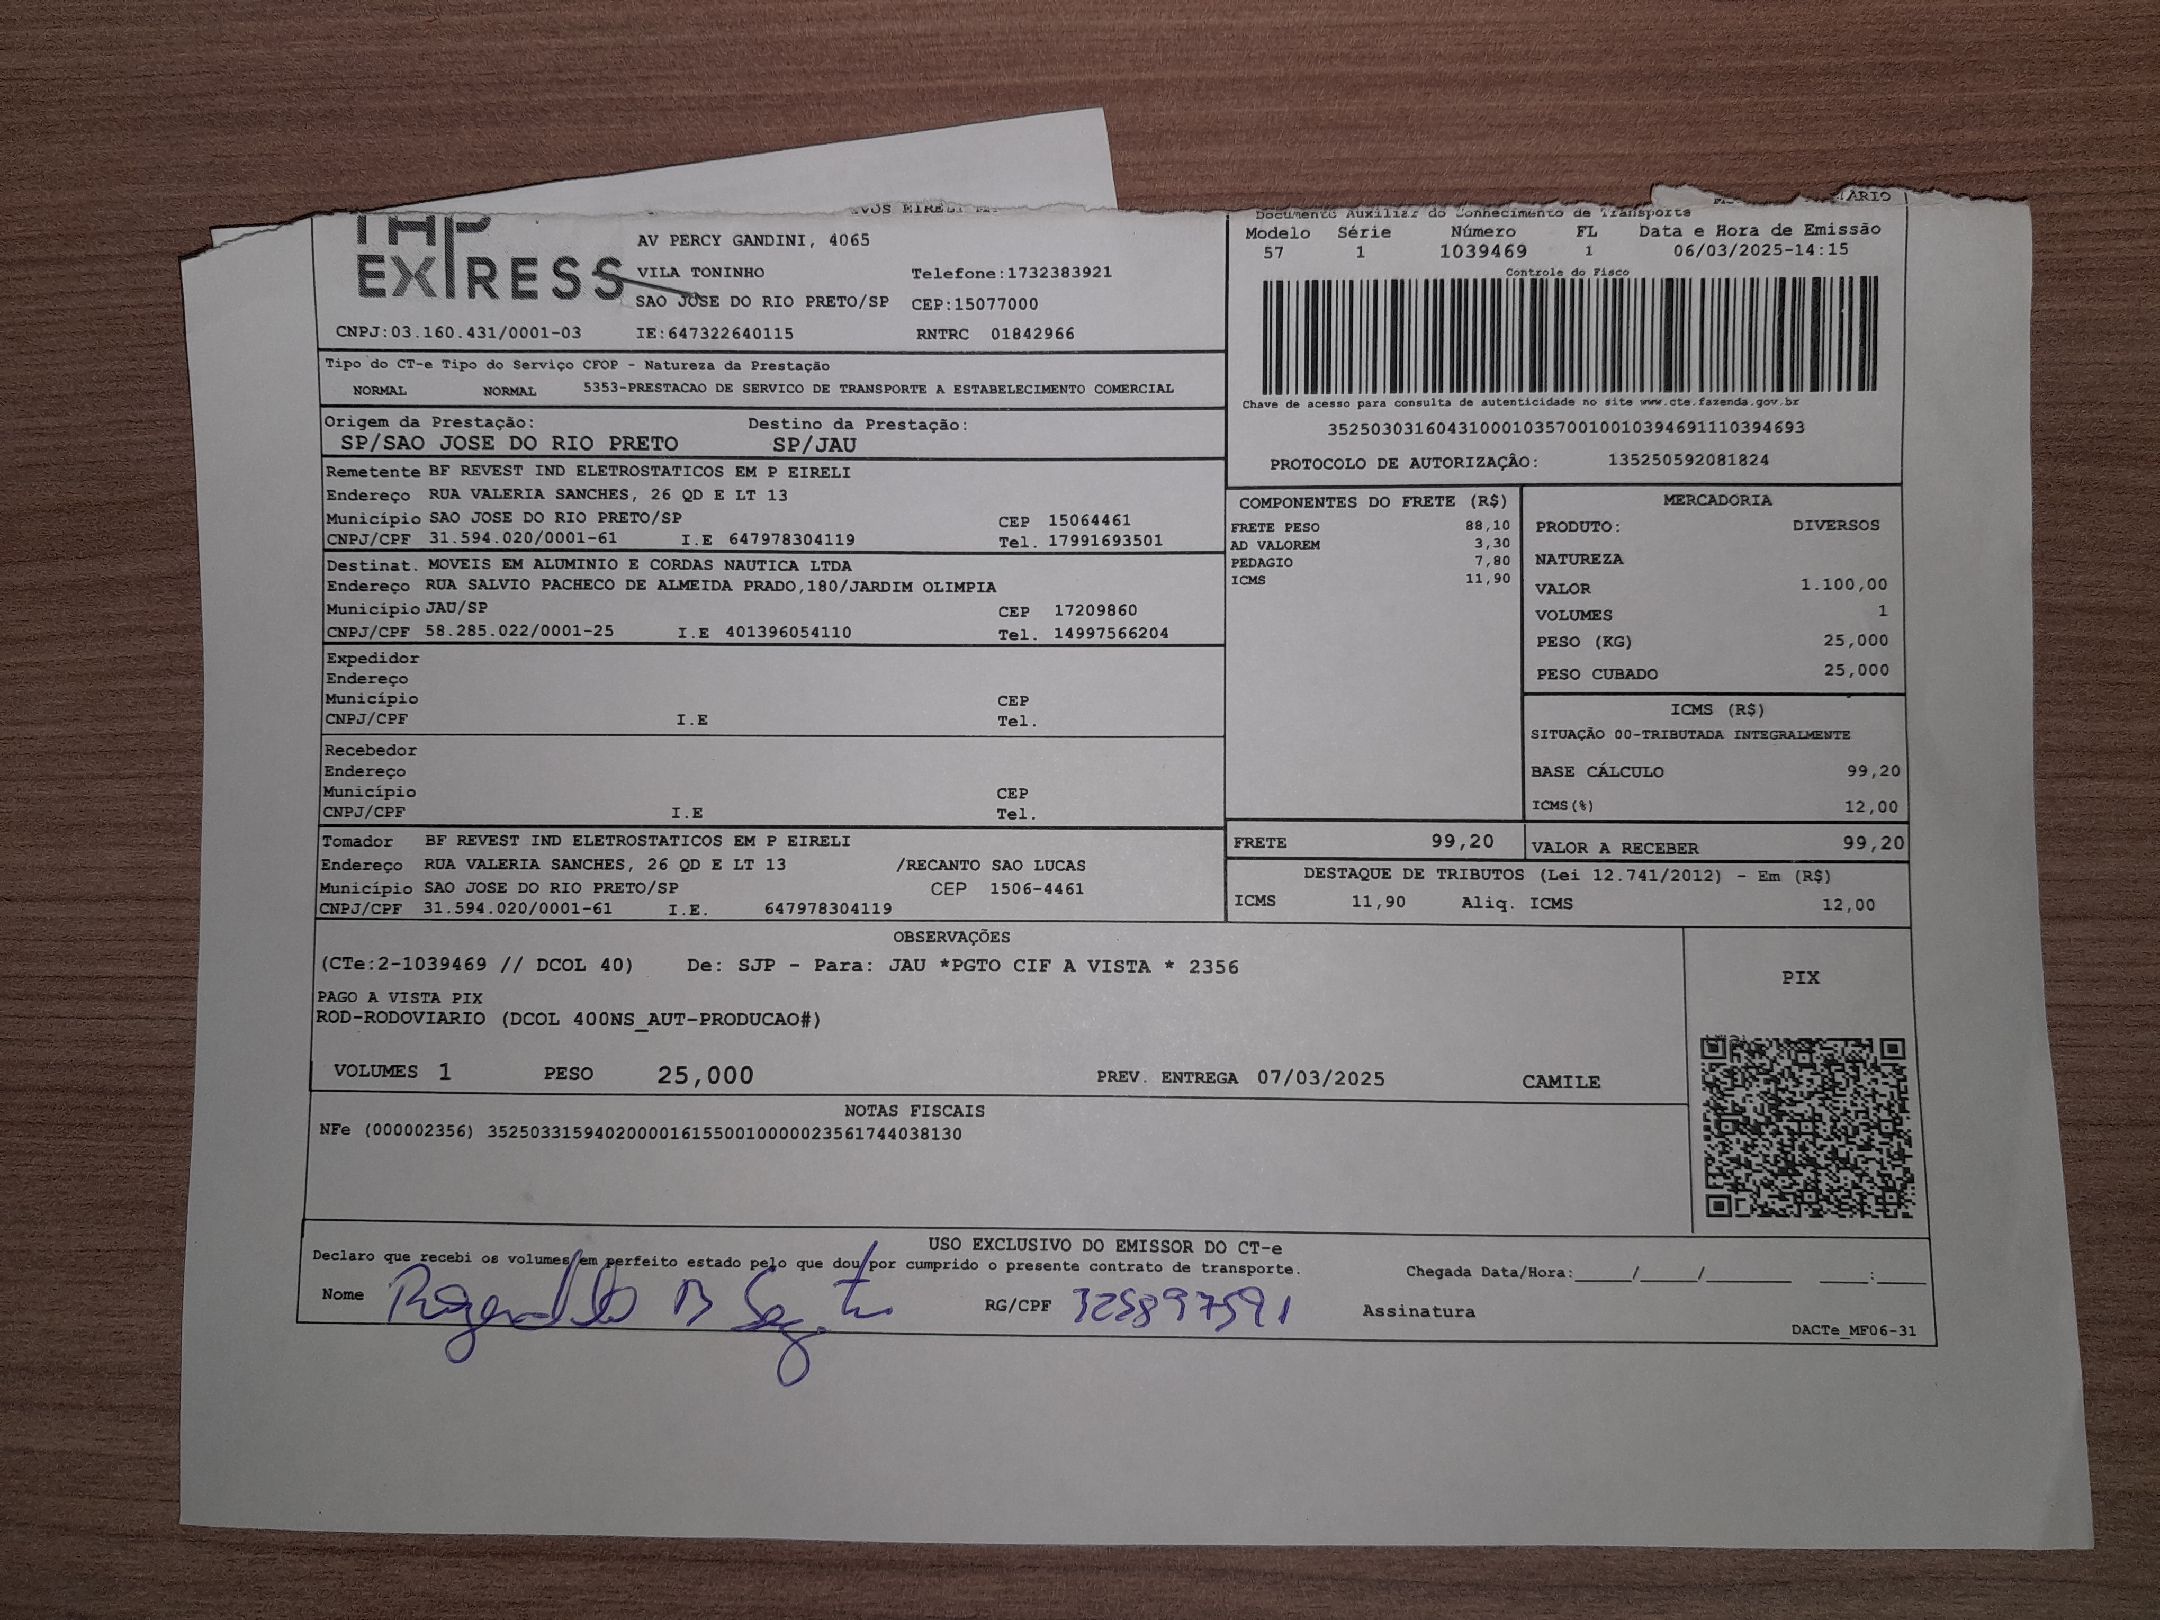 EXPRESS
AV PERCY GANDINI, 4065
VILA TONINHO Telefone:1732383921
SAO JOSE DO RIO PRETO/SP CEP:15077000
CNPJ:03.160.431/0001-03 IE:647322640115 RNTRC 01842966
Documento Auxiliar do Conhecimento de Transporte
Modelo Série Número FL Data e Hora de Emissão
57 1 1039469 1 06/03/2025-14:15
Controle do Fisco
Chave de acesso para consulta de autenticidade no site www.cte.fazenda.gov.br
35250303160431000103570010010394691110394693
PROTOCOLO DE AUTORIZAÇÃO: 135250592081824
Tipo do CT-e Tipo do Serviço CFOP - Natureza da Prestação
NORMAL NORMAL 5353-PRESTACAO DE SERVICO DE TRANSPORTE A ESTABELECIMENTO COMERCIAL
Origem da Prestação: Destino da Prestação:
SP/SAO JOSE DO RIO PRETO SP/JAU
Remetente BF REVEST IND ELETROSTATICOS EM P EIRELI
Endereço RUA VALERIA SANCHES, 26 QD E LT 13
Município SAO JOSE DO RIO PRETO/SP CEP 15064461
CNPJ/CPF 31.594.020/0001-61 I.E 647978304119 Tel. 17991693501
Destinat. MOVEIS EM ALUMINIO E CORDAS NAUTICA LTDA
Endereço RUA SALVIO PACHECO DE ALMEIDA PRADO,180/JARDIM OLIMPIA
Município JAU/SP CEP 17209860
CNPJ/CPF 58.285.022/0001-25 I.E 401396054110 Tel. 14997566204
Expedidor
Endereço
Município CEP
CNPJ/CPF I.E Tel.
Recebedor
Endereço
Município CEP
CNPJ/CPF I.E Tel.
Tomador BF REVEST IND ELETROSTATICOS EM P EIRELI
Endereço RUA VALERIA SANCHES, 26 QD E LT 13 /RECANTO SAO LUCAS
Município SAO JOSE DO RIO PRETO/SP CEP 1506-4461
CNPJ/CPF 31.594.020/0001-61 I.E. 647978304119
COMPONENTES DO FRETE (R$)
FRETE PESO 88,10
AD VALOREM 3,30
PEDAGIO 7,80
ICMS 11,90
MERCADORIA
PRODUTO: DIVERSOS
NATUREZA
VALOR 1.100,00
VOLUMES 1
PESO (KG) 25,000
PESO CUBADO 25,000
ICMS (R$)
SITUAÇÃO 00-TRIBUTADA INTEGRALMENTE
BASE CÁLCULO 99,20
ICMS(%) 12,00
FRETE 99,20 VALOR A RECEBER 99,20
DESTAQUE DE TRIBUTOS (Lei 12.741/2012) - Em (R$)
ICMS 11,90 Aliq. ICMS 12,00
OBSERVAÇÕES
(CTe:2-1039469 // DCOL 40) De: SJP - Para: JAU *PGTO CIF A VISTA * 2356
PAGO A VISTA PIX
ROD-RODOVIARIO (DCOL 400NS_AUT-PRODUCAO#)
VOLUMES 1 PESO 25,000 PREV. ENTREGA 07/03/2025 CAMILE
PIX
NOTAS FISCAIS
NFe (000002356) 35250331594020000161550010000023561744038130
USO EXCLUSIVO DO EMISSOR DO CT-e
Declaro que recebi os volumes em perfeito estado pelo que dou por cumprido o presente contrato de transporte.
Chegada Data/Hora:____/____/______ ____:____
Nome RG/CPF 325897591 Assinatura
DACTe_MF06-31